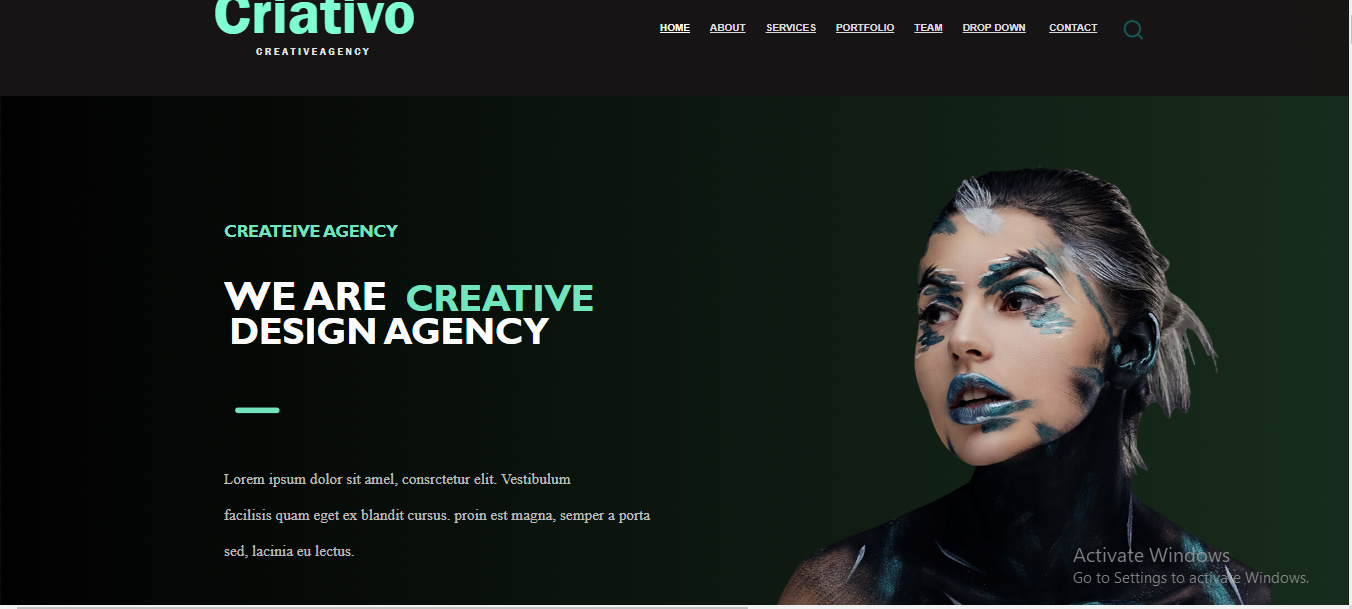 Criativo
CREATIVEAGENCY
HOME ABOUT SERVICES PORTFOLIO TEAM DROP DOWN CONTACT
CREATEIVE AGENCY
WE ARE CREATIVE
DESIGN AGENCY
Lorem ipsum dolor sit amel, consrctetur elit. Vestibulum
facilisis quam eget ex blandit cursus. proin est magna, semper a porta
sed, lacinia eu lectus.
Activate Windows
Go to Settings to activate Windows.